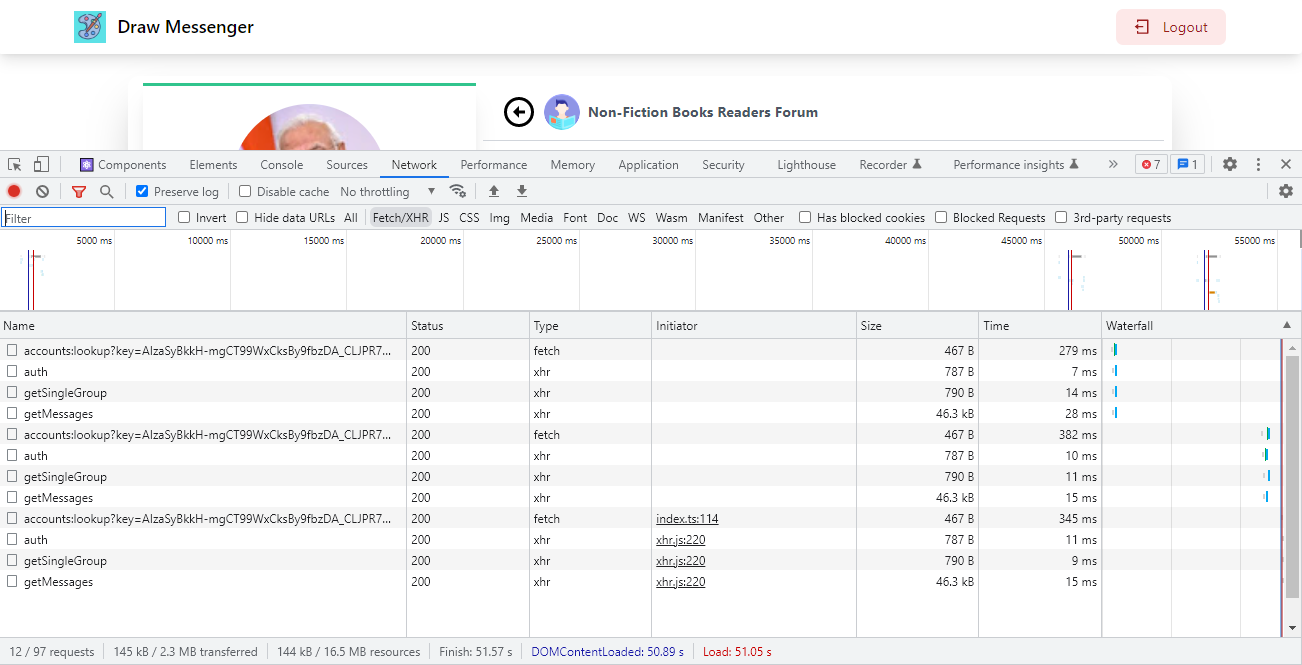 Draw Messenger Logout
Non-Fiction Books Readers Forum
Components Elements Console Sources Network Performance Memory Application Security Lighthouse Recorder Performance insights » 7 1
Preserve log Disable cache No throttling
Filter Invert Hide data URLs All Fetch/XHR JS CSS Img Media Font Doc WS Wasm Manifest Other Has blocked cookies Blocked Requests 3rd-party requests
5000 ms 10000 ms 15000 ms 20000 ms 25000 ms 30000 ms 35000 ms 40000 ms 45000 ms 50000 ms 55000 ms
Name Status Type Initiator Size Time Waterfall
accounts:lookup?key=AIzaSyBkkH-mgCT99WxCksBy9fbzDA_CLJPR7... 200 fetch 467 B 279 ms
auth 200 xhr 787 B 7 ms
getSingleGroup 200 xhr 790 B 14 ms
getMessages 200 xhr 46.3 kB 28 ms
accounts:lookup?key=AIzaSyBkkH-mgCT99WxCksBy9fbzDA_CLJPR7... 200 fetch 467 B 382 ms
auth 200 xhr 787 B 10 ms
getSingleGroup 200 xhr 790 B 11 ms
getMessages 200 xhr 46.3 kB 15 ms
accounts:lookup?key=AIzaSyBkkH-mgCT99WxCksBy9fbzDA_CLJPR7... 200 fetch index.ts:114 467 B 345 ms
auth 200 xhr xhr.js:220 787 B 11 ms
getSingleGroup 200 xhr xhr.js:220 790 B 9 ms
getMessages 200 xhr xhr.js:220 46.3 kB 15 ms
12 / 97 requests 145 kB / 2.3 MB transferred 144 kB / 16.5 MB resources Finish: 51.57 s DOMContentLoaded: 50.89 s Load: 51.05 s